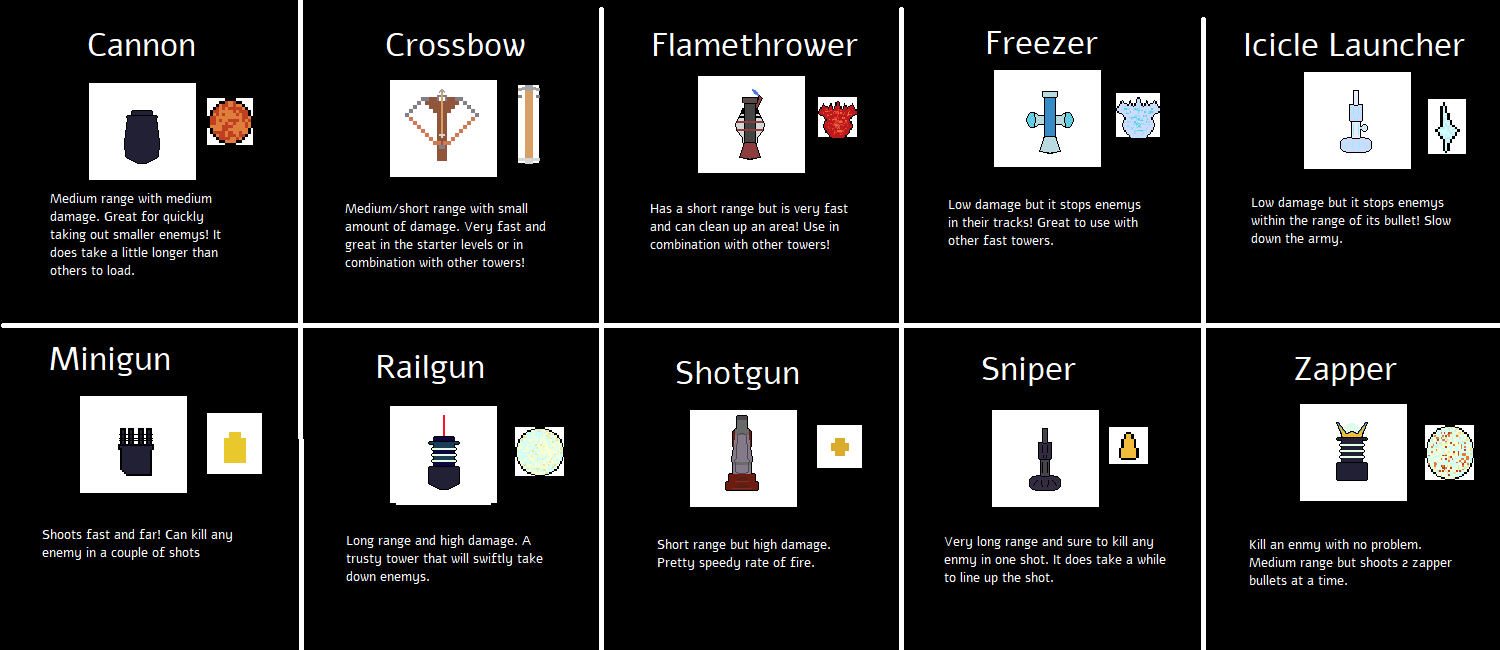 Cannon
Medium range with medium
damage. Great for quickly
taking out smaller enemys! It
does take a little longer than
others to load.
Crossbow
Medium/short range with small
amount of damage. Very fast and
great in the starter levels or in
combination with other towers!
Flamethrower
Has a short range but is very fast
and can clean up an area! Use in
combination with other towers!
Freezer
Low damage but it stops enemys
in their tracks! Great to use with
other fast towers.
Icicle Launcher
Low damage but it stops enemys
within the range of its bullet! Slow
down the army.
Minigun
Shoots fast and far! Can kill any
enemy in a couple of shots
Railgun
Long range and high damage. A
trusty tower that will swiftly take
down enemys.
Shotgun
Short range but high damage.
Pretty speedy rate of fire.
Sniper
Very long range and sure to kill any
enmy in one shot. It does take a while
to line up the shot.
Zapper
Kill an enmy with no problem.
Medium range but shoots 2 zapper
bullets at a time.